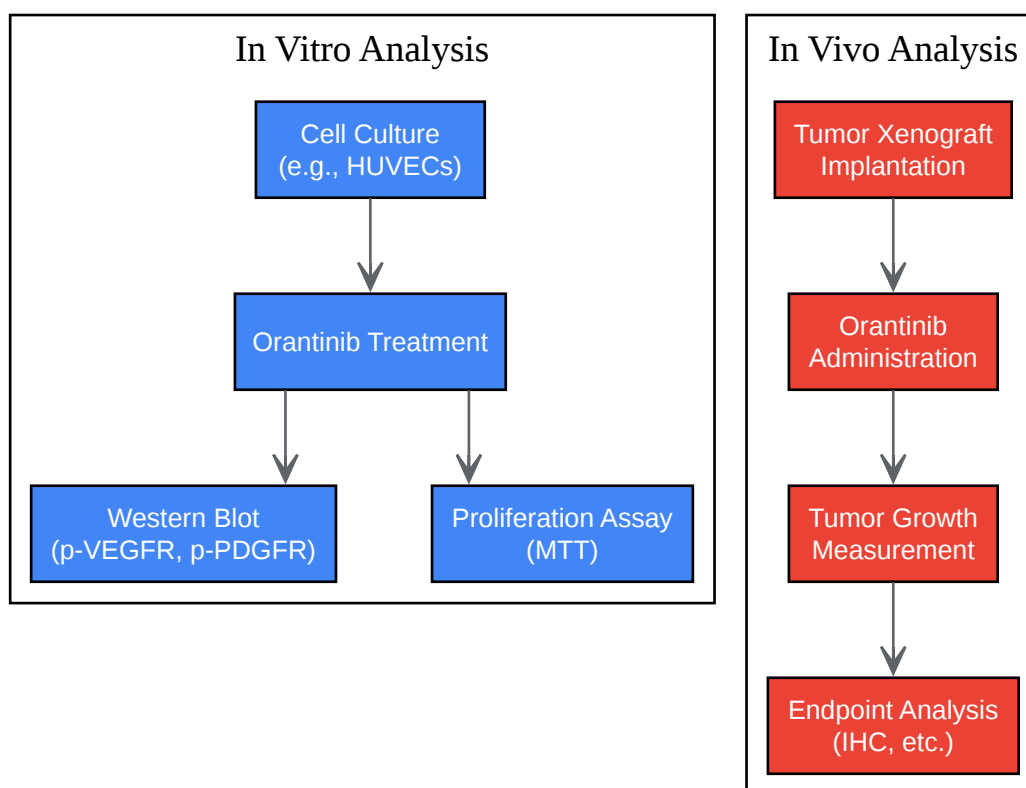 In Vitro Analysis
Cell Culture
(e.g., HUVECs)
Orantinib Treatment
Western Blot
(p-VEGFR, p-PDGFR)
Proliferation Assay
(MTT)
In Vivo Analysis
Tumor Xenograft
Implantation
Orantinib
Administration
Tumor Growth
Measurement
Endpoint Analysis
(IHC, etc.)